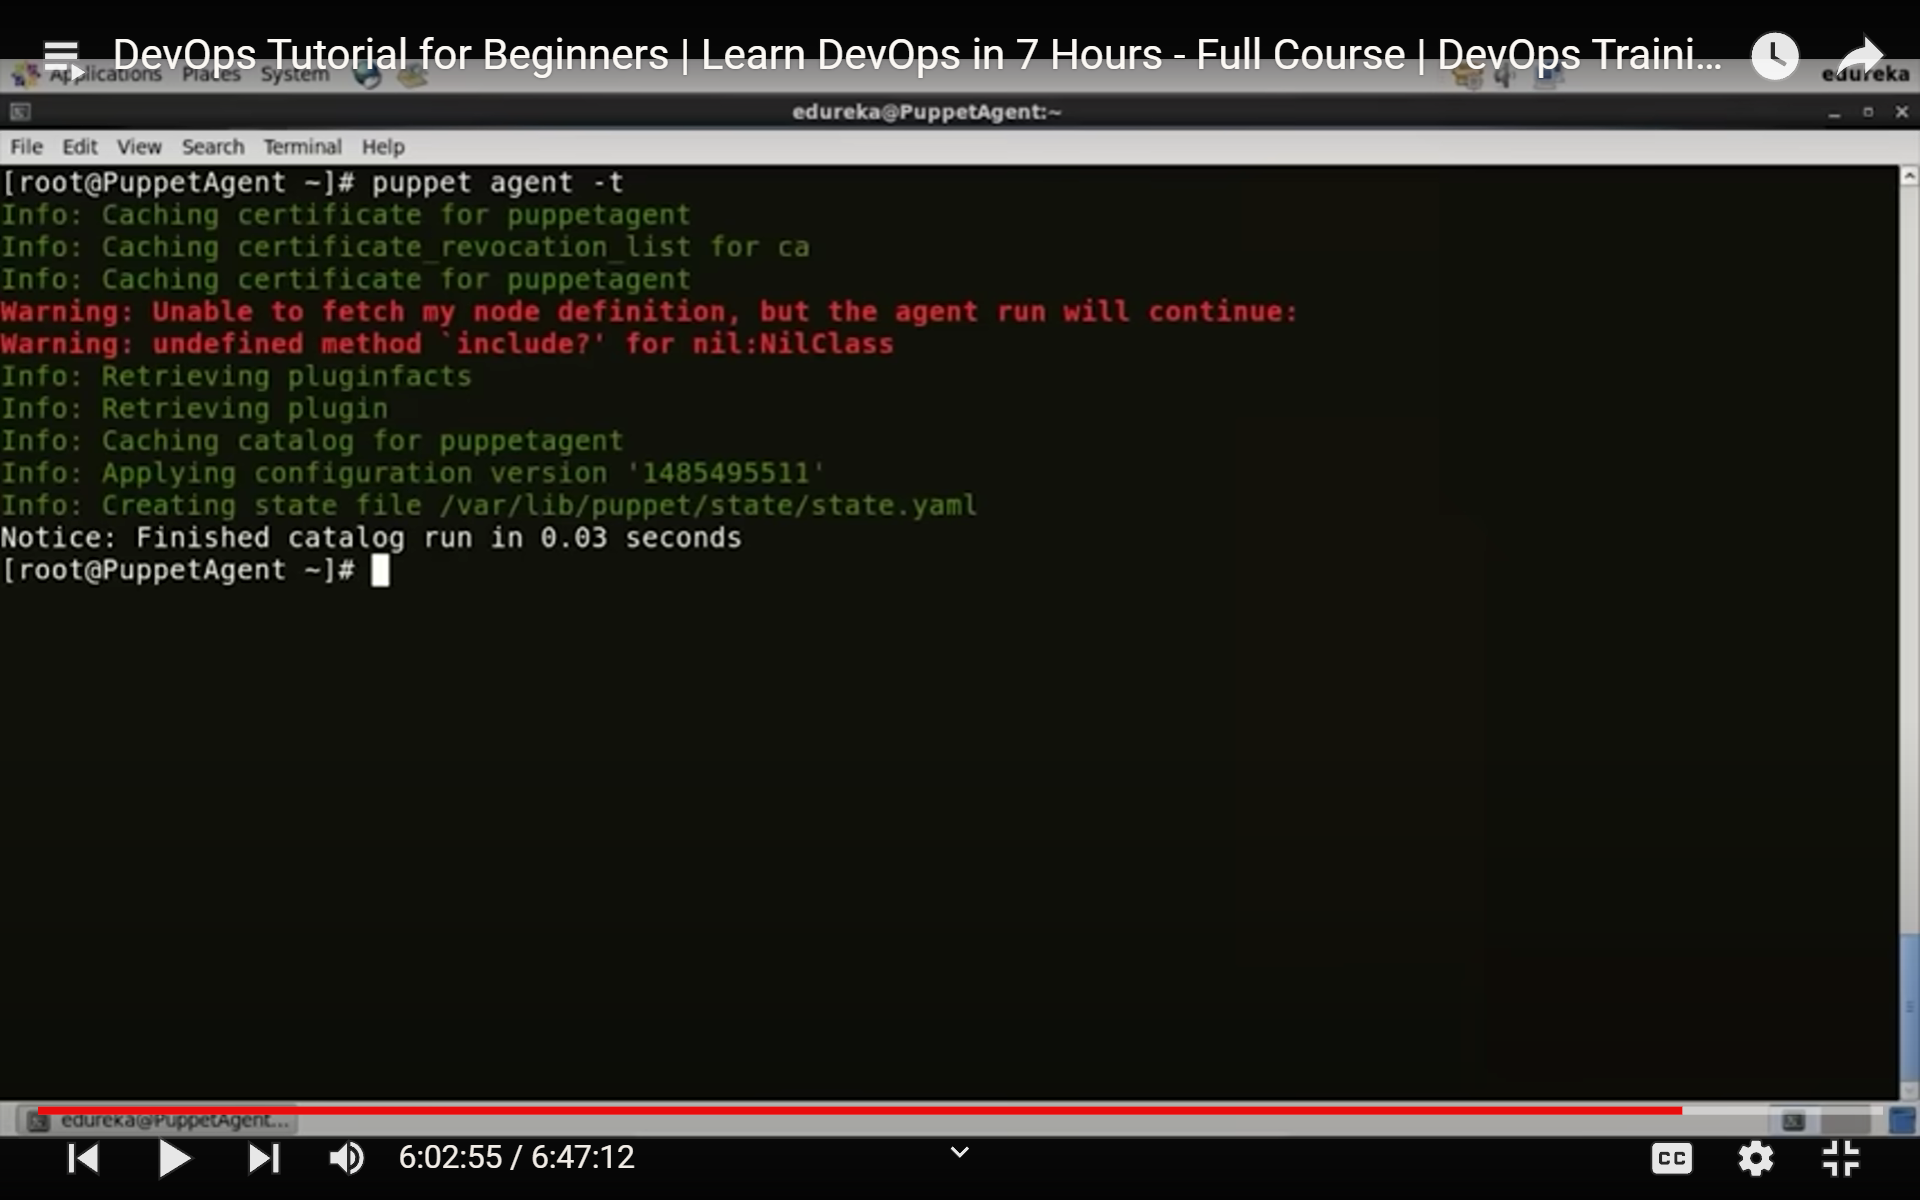 DevOps Tutorial for Beginners | Learn DevOps in 7 Hours - Full Course | DevOps Traini...
Applications Places System edureka
edureka@PuppetAgent:~
File Edit View Search Terminal Help
[root@PuppetAgent ~]# puppet agent -t
Info: Caching certificate for puppetagent
Info: Caching certificate_revocation_list for ca
Info: Caching certificate for puppetagent
Warning: Unable to fetch my node definition, but the agent run will continue:
Warning: undefined method `include?' for nil:NilClass
Info: Retrieving pluginfacts
Info: Retrieving plugin
Info: Caching catalog for puppetagent
Info: Applying configuration version '1485495511'
Info: Creating state file /var/lib/puppet/state/state.yaml
Notice: Finished catalog run in 0.03 seconds
[root@PuppetAgent ~]#
edureka@PuppetAgent...
6:02:55 / 6:47:12
CC